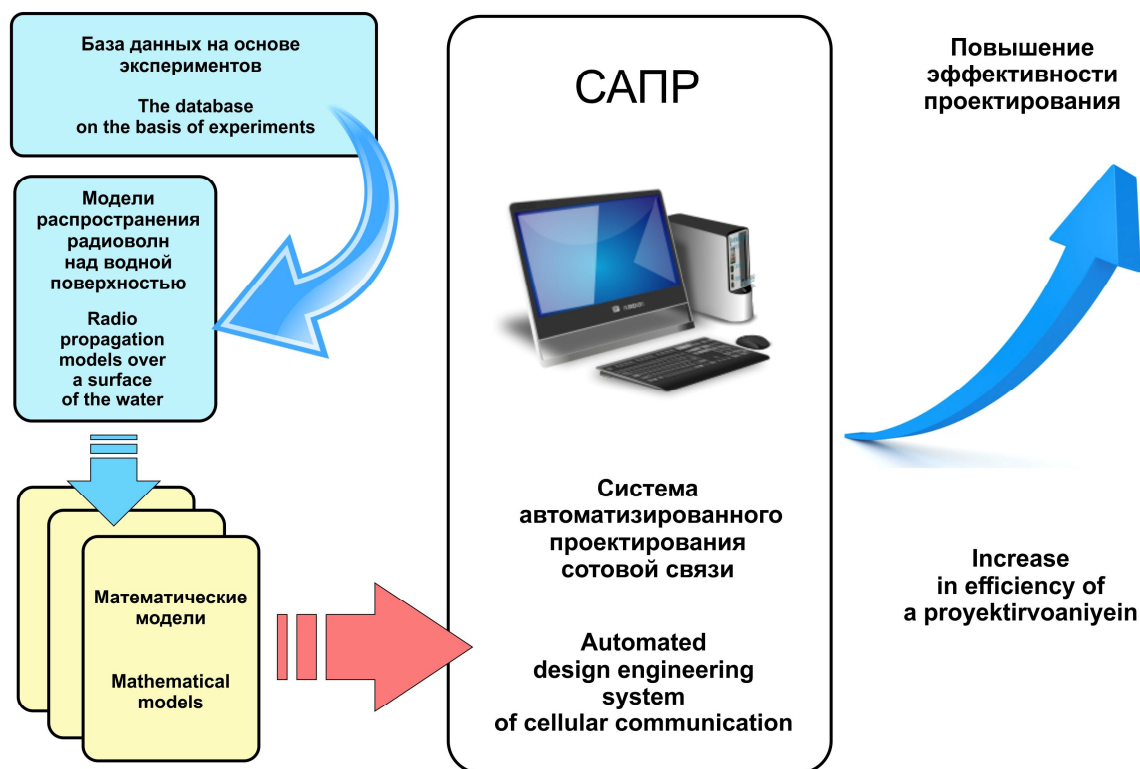 База данных на основе
экспериментов
The database
on the basis of experiments
Модели
распространения
радиоволн
над водной
поверхностью
Radio
propagation
models over
a surface
of the water
Математические
модели
Mathematical
models
САПР
Система
автоматизированного
проектирования
сотовой связи
Automated
design engineering
system
of cellular communication
Повышение
эффективности
проектирования
Increase
in efficiency of
a proyektirvoaniyein